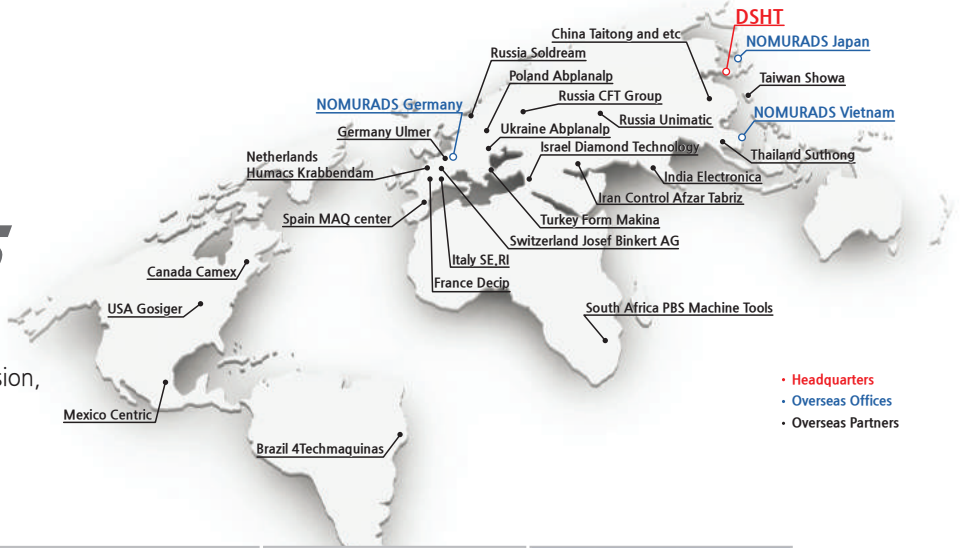 DSHT
China Taitong and etc
NOMURADS Japan
Russia Soldream
Poland Abplanalp
Taiwan Showa
Russia CFT Group
NOMURADS Germany
NOMURADS Vietnam
Russia Unimatic
Germany Ulmer
Ukraine Abplanalp
Israel Diamond Technology
Thailand Suthong
Netherlands
Humacs Krabbendam
India Electronica
Iran Control Afzar Tabriz
Spain MAQ center
Turkey Form Makina
Switzerland Josef Binkert AG
Italy SE,RI
Canada Camex
France Decip
USA Gosiger
South Africa PBS Machine Tools
sion,
• Headquarters
• Overseas Offices
• Overseas Partners
Mexico Centric
Brazil 4Techmaquinas